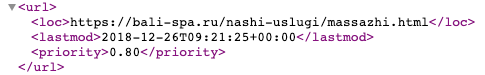 <url>
<loc>https://bali-spa.ru/nashi-uslugi/massazhi.html</loc>
<lastmod>2018-12-26T09:21:25+00:00</lastmod>
<priority>0.80</priority>
</url>